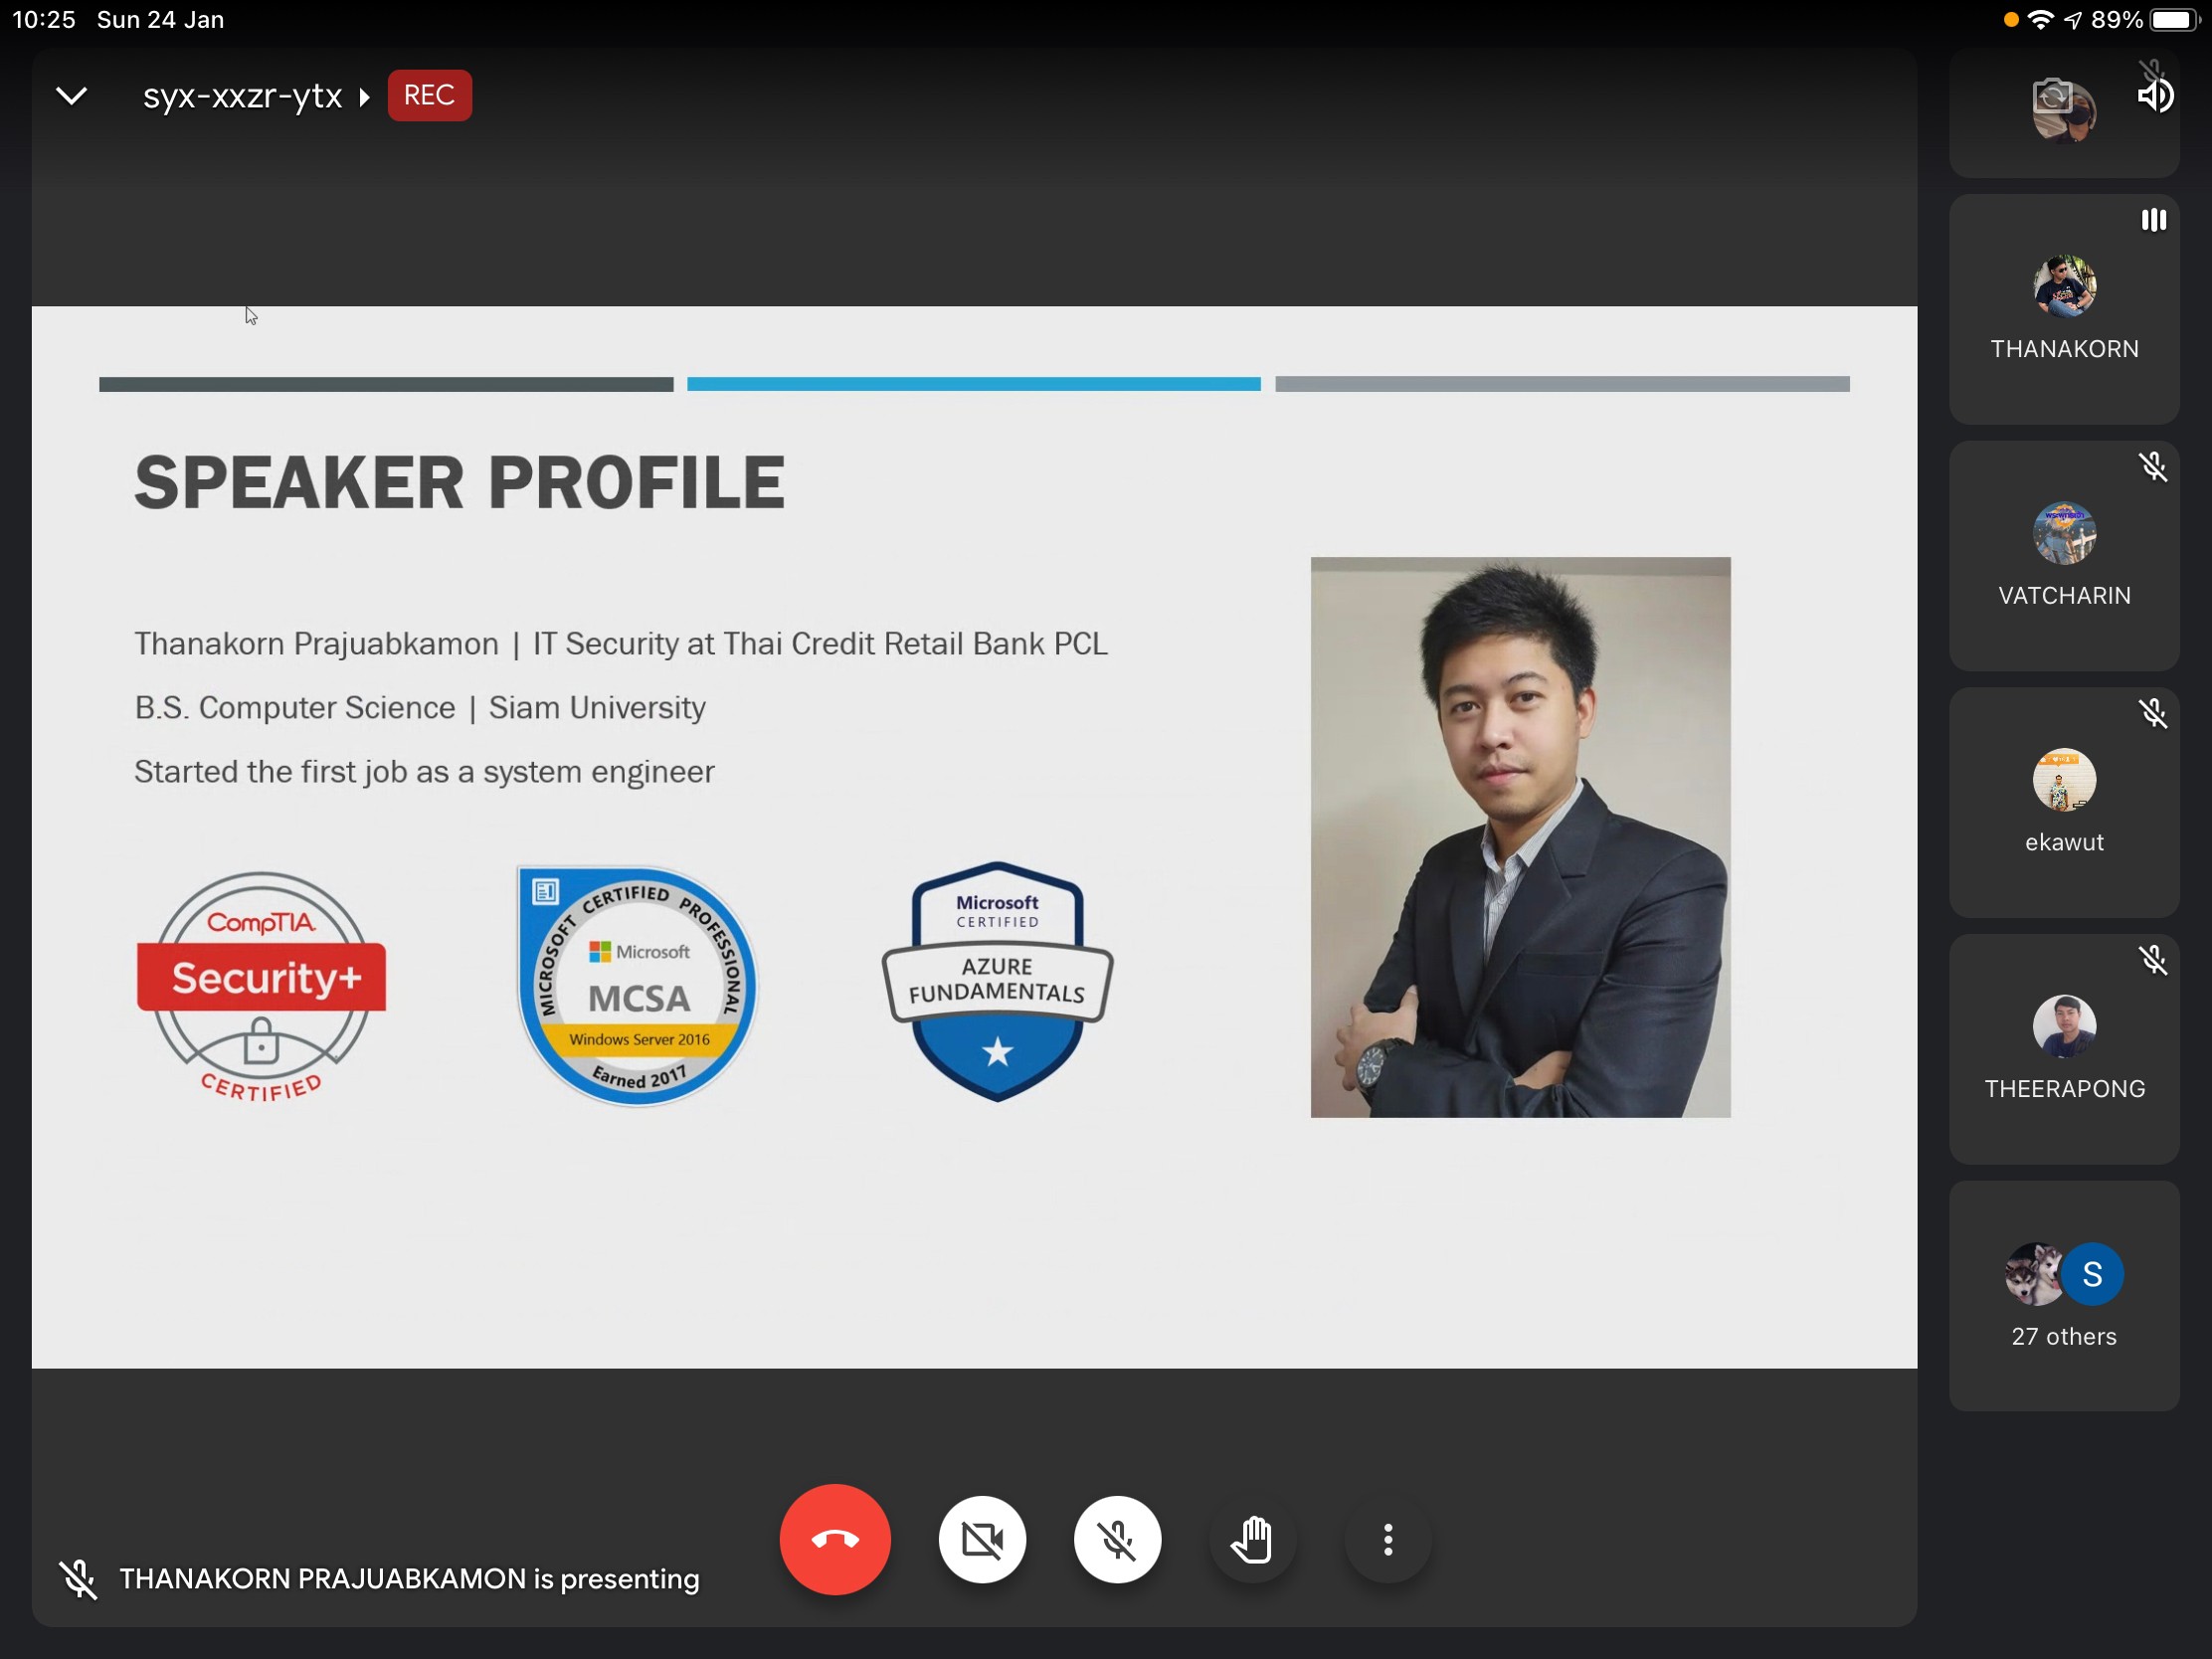 10:25 Sun 24 Jan
89%
syx-xxzr-ytx
REC
SPEAKER PROFILE
Thanakorn Prajuabkamon | IT Security at Thai Credit Retail Bank PCL
B.S. Computer Science | Siam University
Started the first job as a system engineer
CompTIA.
Security+
CERTIFIED
MICROSOFT CERTIFIED PROFESSIONAL
Microsoft
MCSA
Windows Server 2016
Earned 2017
Microsoft
CERTIFIED
AZURE
FUNDAMENTALS
THANAKORN
VATCHARIN
ekawut
THEERAPONG
S
27 others
THANAKORN PRAJUABKAMON is presenting